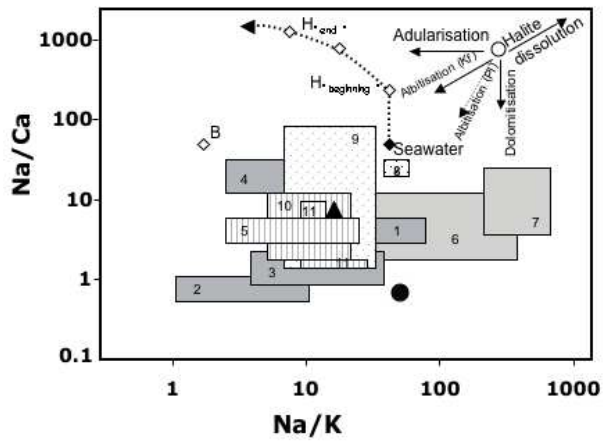 1000
100
10
1
0.1
Na/Ca
1
10
100
1000
Na/K
H. end
H. beginning
B
Seawater
Adularisation
Halite
dissolution
Albitisation (Kf)
Albitisation (Pl)
Dolomitisation
9
8
4
10
11
5
1
6
7
11
3
2